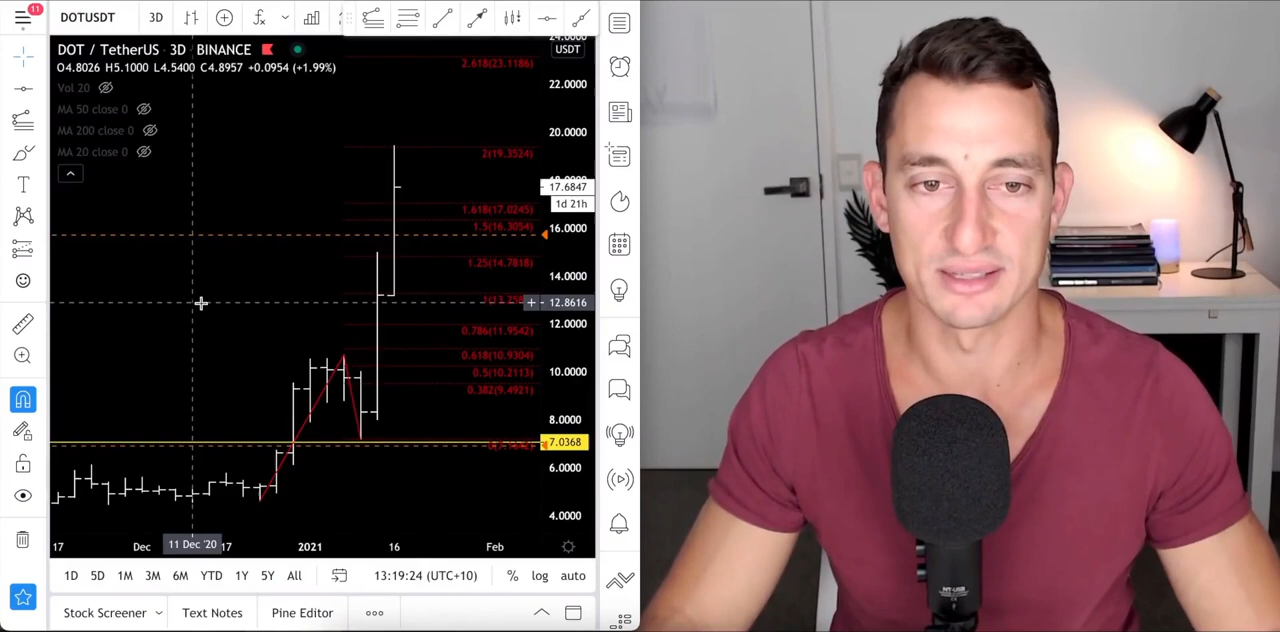 11
DOTUSDT
3D
DOT / TetherUS · 3D · BINANCE
O4.8026 H5.1000 L4.5400 C4.8957 +0.0954 (+1.99%)
Vol 20
MA 50 close 0
MA 200 close 0
MA 20 close 0
USDT
24.0000
22.0000
20.0000
17.6847
1d 21h
16.0000
14.0000
12.8616
12.0000
10.0000
8.0000
7.0368
6.0000
4.0000
2.618(23.1186)
2(19.3524)
1.618(17.0245)
1.5(16.3054)
1.25(14.7818)
0.786(11.9542)
0.618(10.9304)
0.5(10.2113)
0.382(9.4921)
17
Dec
11 Dec '20
17
2021
16
Feb
1D 5D 1M 3M 6M YTD 1Y 5Y All
13:19:24 (UTC+10)
% log auto
Stock Screener
Text Notes
Pine Editor
NT-USB